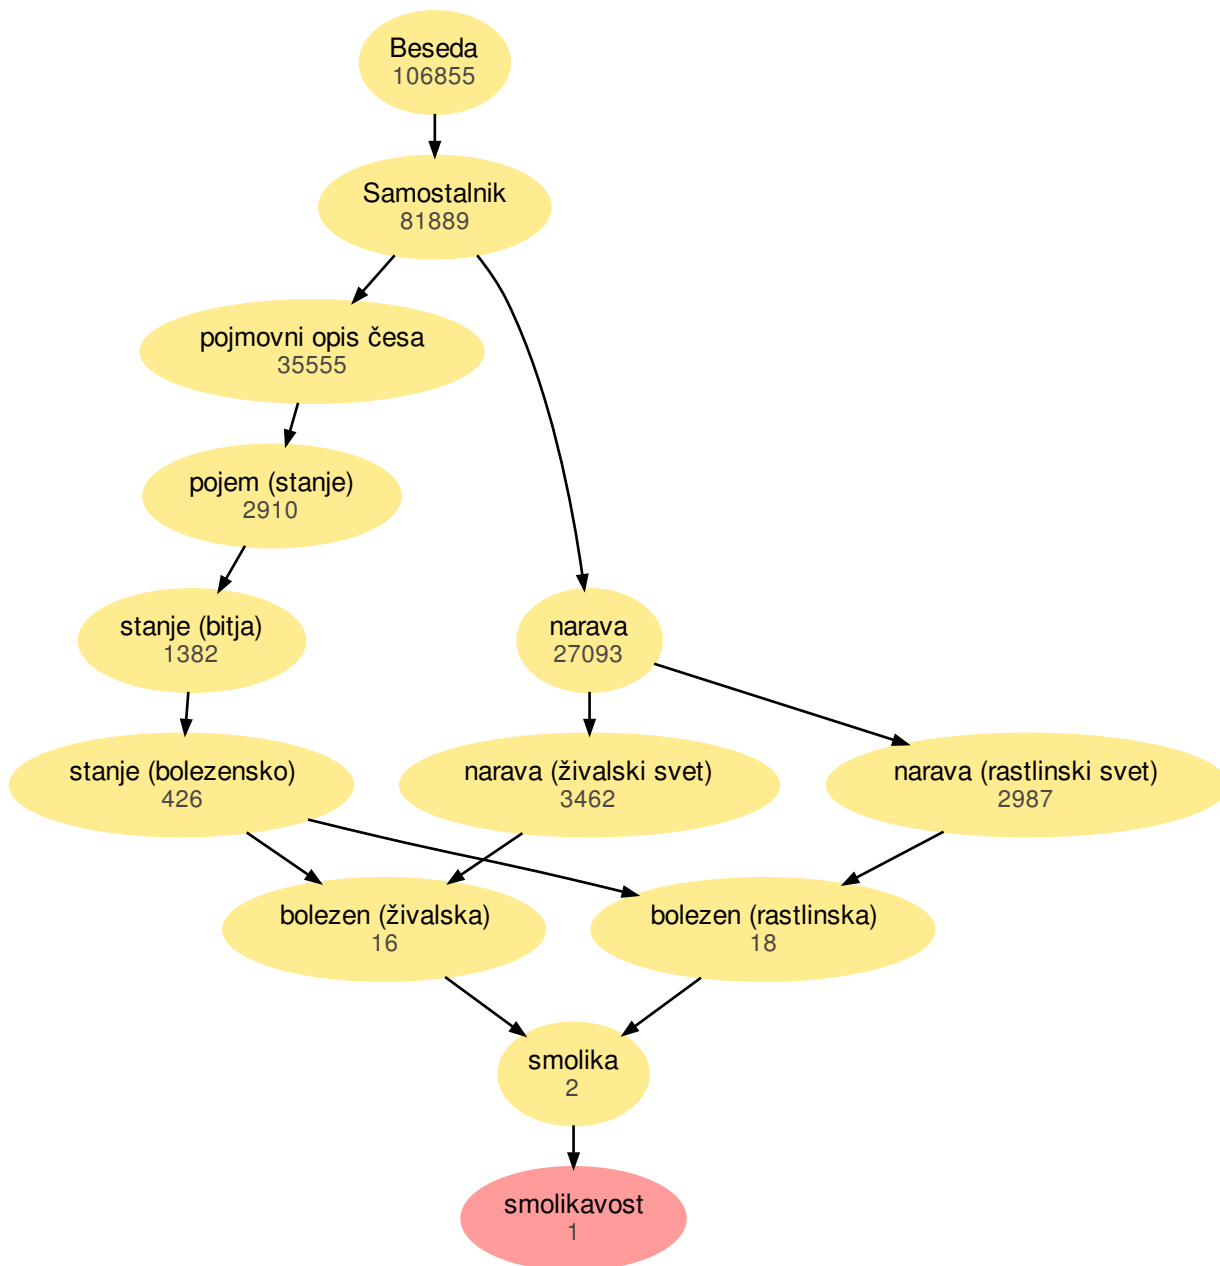 Beseda
106855
Samostalnik
81889
pojmovni opis česa
35555
pojem (stanje)
2910
stanje (bitja)
1382
narava
27093
stanje (bolezensko)
426
narava (živalski svet)
3462
narava (rastlinski svet)
2987
bolezen (živalska)
16
bolezen (rastlinska)
18
smolika
2
smolikavost
1